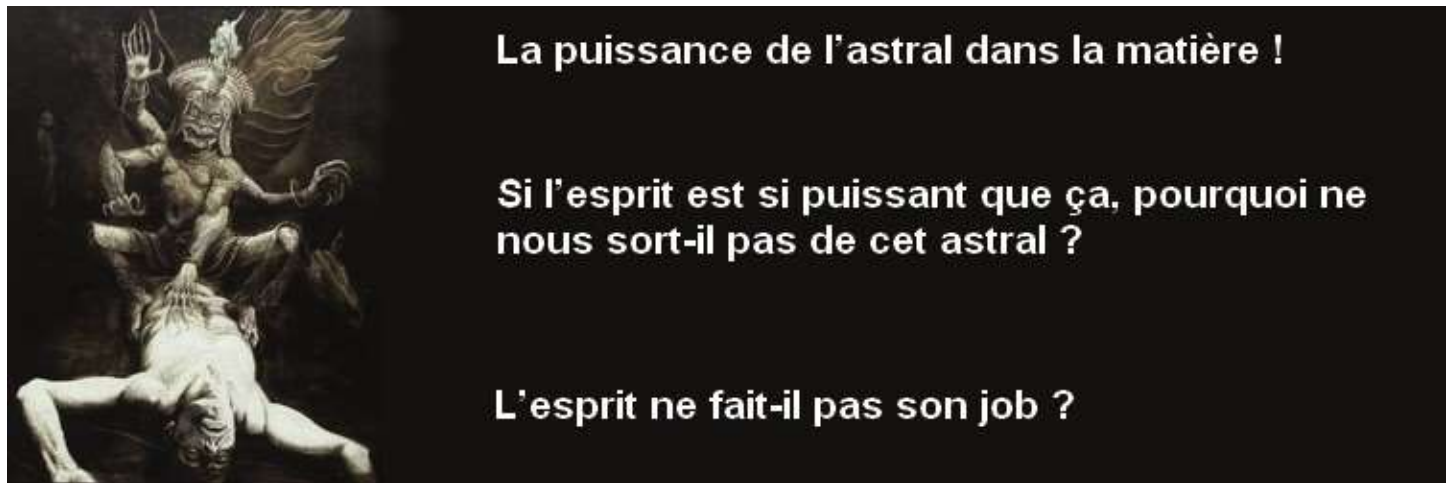 La puissance de l'astral dans la matière !
Si l'esprit est si puissant que ça, pourquoi ne
nous sort-il pas de cet astral ?
L'esprit ne fait-il pas son job ?